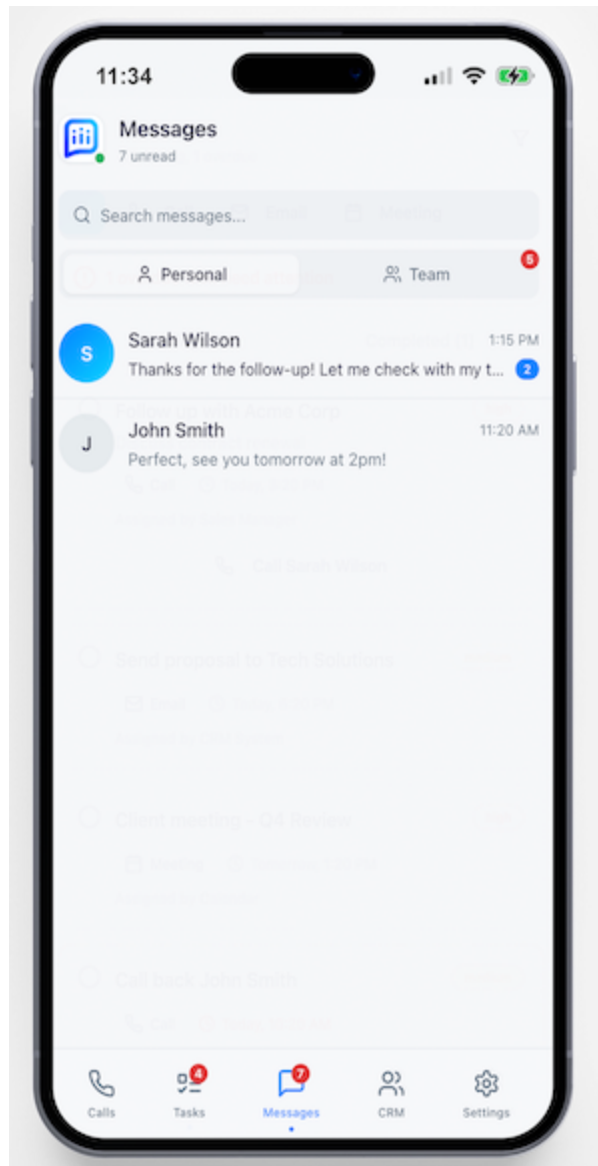 11:34
Messages
7 unread
Search messages...
Personal
Team
5
S
Sarah Wilson
1:15 PM
Thanks for the follow-up! Let me check with my t...
2
J
John Smith
11:20 AM
Perfect, see you tomorrow at 2pm!
Follow up with Acme Corp
Call Sarah Wilson
Send proposal to Tech Solutions
Email
Client meeting - Q4 Review
Meeting
Call back John Smith
Call
4
7
Calls
Tasks
Messages
CRM
Settings